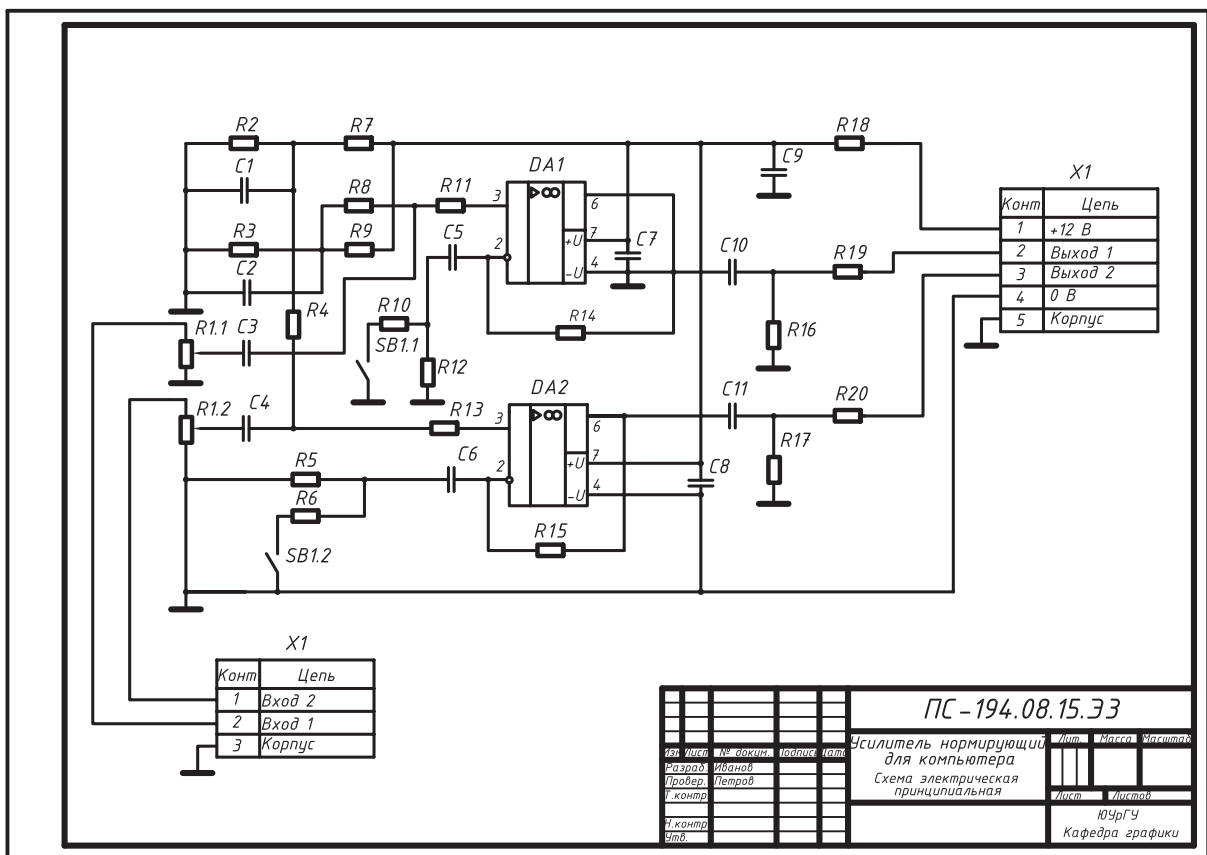 R2
R7
R18
C1
C9
DA1
X1
R8
R11
3
6
Конт
Цепь
R3
R9
C5
2
+U
7
C7
C10
R19
1
+12 В
2
Выход 1
C2
-U
4
3
Выход 2
R4
R10
R14
4
0 В
R1.1
C3
SB1.1
R16
5
Корпус
R12
R1.2
C4
DA2
C11
R20
R13
3
6
R17
R5
C6
2
+U
7
C8
R6
-U
4
SB1.2
R15
X1
Конт
Цепь
1
Вход 2
2
Вход 1
3
Корпус
ПС-194.08.15.ЭЗ
Изм
Лист
№ докум.
Подпись
Дата
Усилитель нормирующий
для компьютера
Схема электрическая
принципиальная
Лит.
Масса
Масштаб
Разраб.
Иванов
Провер.
Петров
Т.контр.
Лист
Листов
Н.контр.
Утв.
ЮУрГУ
Кафедра графики